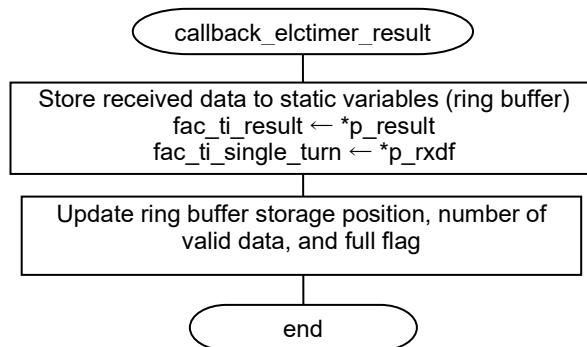 callback_elctimer_result
Store received data to static variables (ring buffer)
fac_ti_result ← *p_result
fac_ti_single_turn ← *p_rxdf
Update ring buffer storage position, number of
valid data, and full flag
end